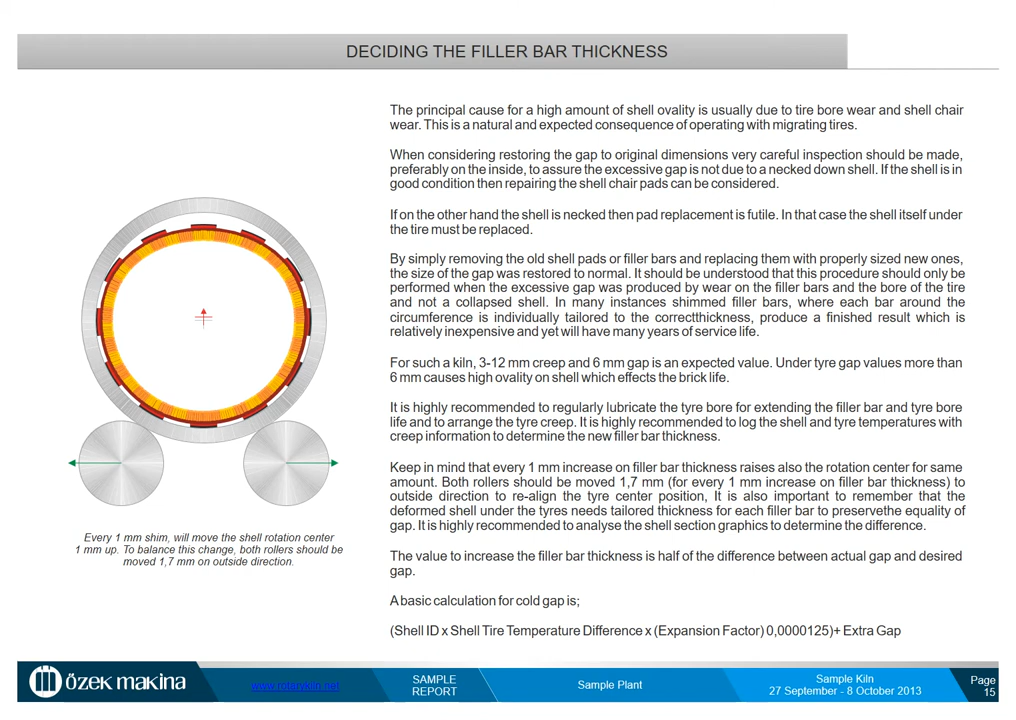 DECIDING THE FILLER BAR THICKNESS
The principal cause for a high amount of shell ovality is usually due to tire bore wear and shell chair
wear. This is a natural and expected consequence of operating with migrating tires.
When considering restoring the gap to original dimensions very careful inspection should be made,
preferably on the inside, to assure the excessive gap is not due to a necked down shell. If the shell is in
good condition then repairing the shell chair pads can be considered.
If on the other hand the shell is necked then pad replacement is futile. In that case the shell itself under
the tire must be replaced.
By simply removing the old shell pads or filler bars and replacing them with properly sized new ones,
the size of the gap was restored to normal. It should be understood that this procedure should only be
performed when the excessive gap was produced by wear on the filler bars and the bore of the tire
and not a collapsed shell. In many instances shimmed filler bars, where each bar around the
circumference is individually tailored to the correctthickness, produce a finished result which is
relatively inexpensive and yet will have many years of service life.
For such a kiln, 3-12 mm creep and 6 mm gap is an expected value. Under tyre gap values more than
6 mm causes high ovality on shell which effects the brick life.
It is highly recommended to regularly lubricate the tyre bore for extending the filler bar and tyre bore
life and to arrange the tyre creep. It is highly recommended to log the shell and tyre temperatures with
creep information to determine the new filler bar thickness.
Keep in mind that every 1 mm increase on filler bar thickness raises also the rotation center for same
amount. Both rollers should be moved 1,7 mm (for every 1 mm increase on filler bar thickness) to
outside direction to re-align the tyre center position, It is also important to remember that the
deformed shell under the tyres needs tailored thickness for each filler bar to preservethe equality of
gap. It is highly recommended to analyse the shell section graphics to determine the difference.
The value to increase the filler bar thickness is half of the difference between actual gap and desired
gap.
A basic calculation for cold gap is;
(Shell ID x Shell Tire Temperature Difference x (Expansion Factor) 0,0000125)+ Extra Gap
Every 1 mm shim, will move the shell rotation center
1 mm up. To balance this change, both rollers should be
moved 1,7 mm on outside direction.
özek makina
www.rotarykiln.net
SAMPLE
REPORT
Sample Plant
Sample Kiln
27 September - 8 October 2013
Page
15